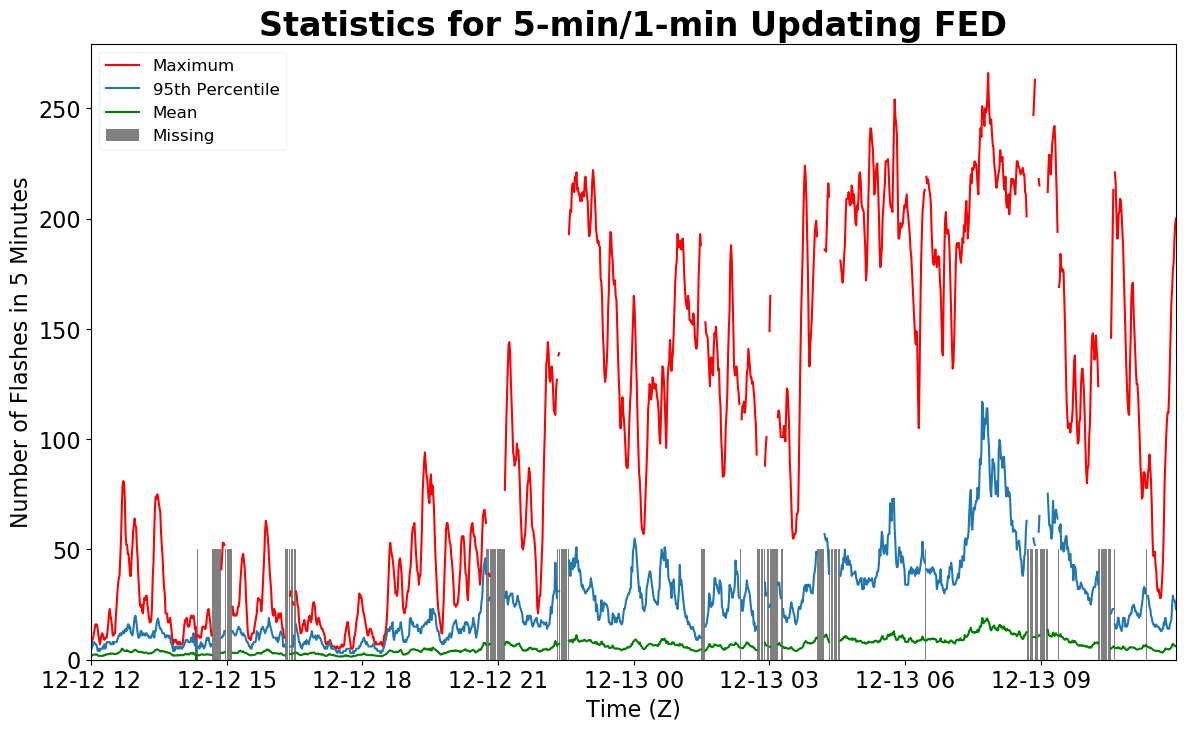 Statistics for 5-min/1-min Updating FED
Maximum
95th Percentile
Mean
Missing
Number of Flashes in 5 Minutes
250
200
150
100
50
0
12-12 12 12-12 15 12-12 18 12-12 21 12-13 00 12-13 03 12-13 06 12-13 09
Time (Z)